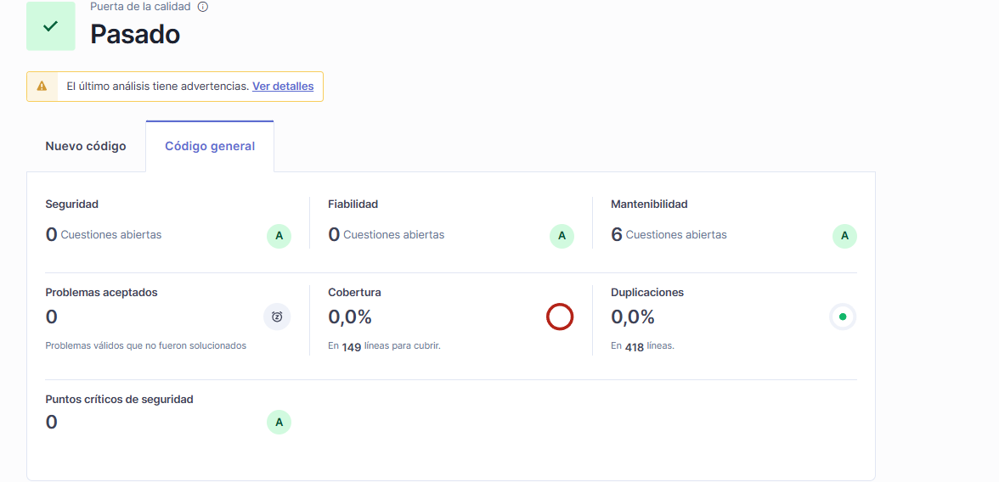 Puerta de la calidad
Pasado
El último análisis tiene advertencias. Ver detalles
Nuevo código
Código general
Seguridad
0 Cuestiones abiertas
A
Fiabilidad
0 Cuestiones abiertas
A
Mantenibilidad
6 Cuestiones abiertas
A
Problemas aceptados
0
Problemas válidos que no fueron solucionados
Cobertura
0,0%
En 149 líneas para cubrir.
Duplicaciones
0,0%
En 418 líneas.
Puntos críticos de seguridad
0
A